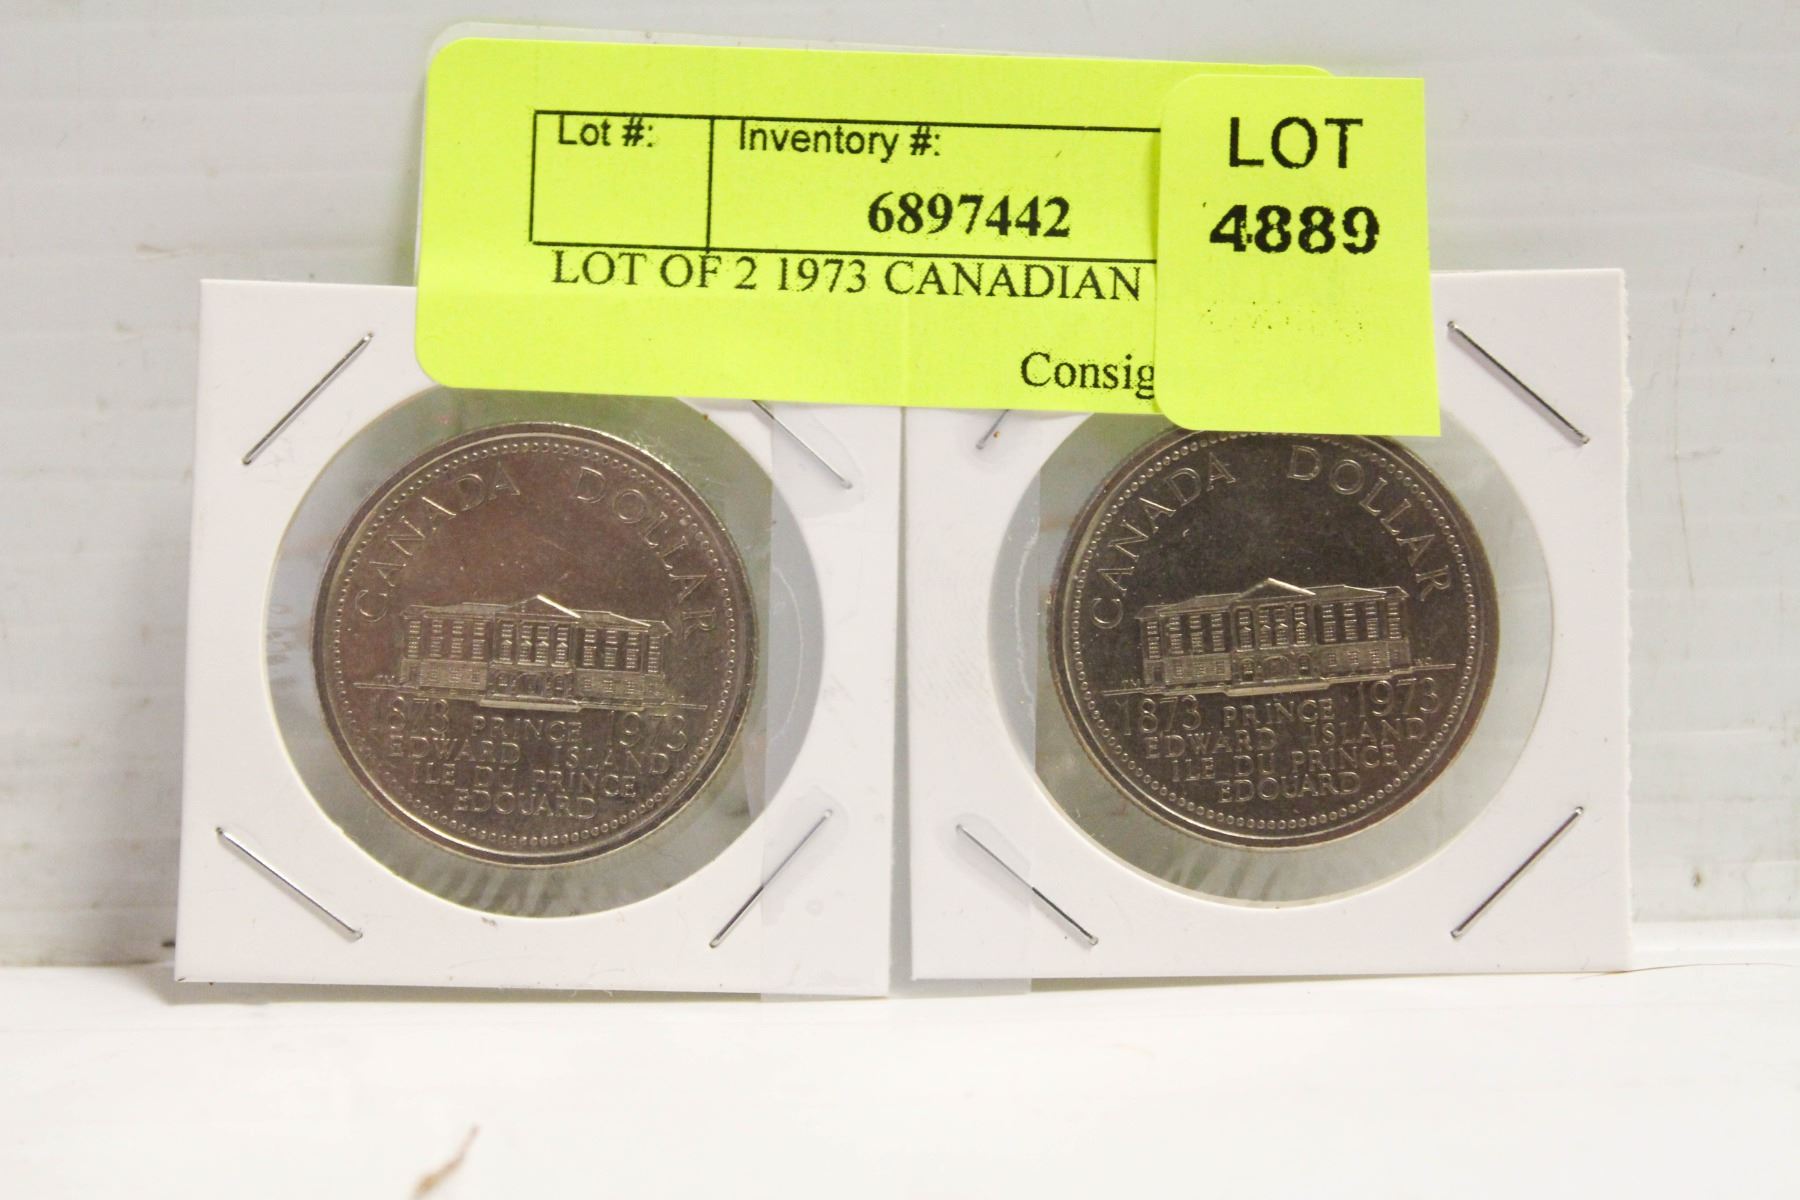 Lot #:
Inventory #:
6897442
LOT OF 2 1973 CANADIAN
Consig
LOT
4889
CANADA DOLLAR
1873 PRINCE 1973
EDWARD ISLAND
ILE DU PRINCE
EDOUARD
CANADA DOLLAR
1873 PRINCE 1973
EDWARD ISLAND
ILE DU PRINCE
EDOUARD